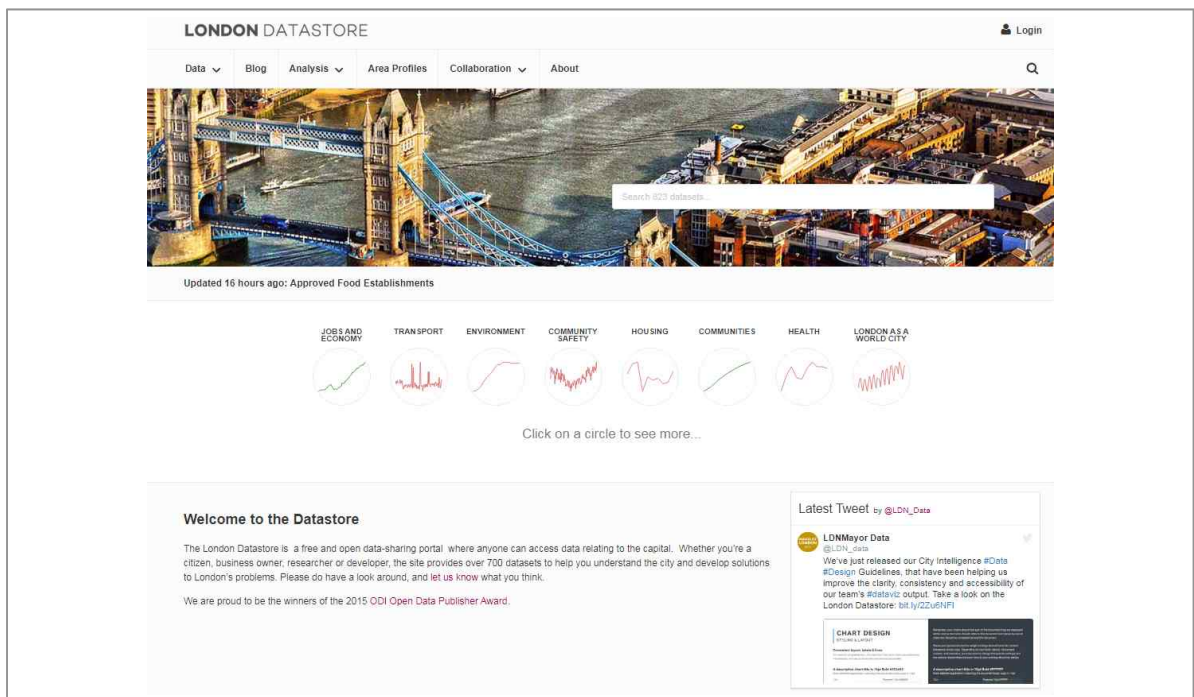 LONDON DATASTORE
Login
Data
Blog
Analysis
Area Profiles
Collaboration
About
Search 823 datasets...
Updated 16 hours ago: Approved Food Establishments
JOBS AND
ECONOMY
TRANSPORT
ENVIRONMENT
COMMUNITY
SAFETY
HOUSING
COMMUNITIES
HEALTH
LONDON AS A
WORLD CITY
Click on a circle to see more...
Welcome to the Datastore
The London Datastore is a free and open data-sharing portal where anyone can access data relating to the capital. Whether you're a
citizen, business owner, researcher or developer, the site provides over 700 datasets to help you understand the city and develop solutions
to London's problems. Please do have a look around, and let us know what you think.
We are proud to be the winners of the 2015 ODI Open Data Publisher Award.
Latest Tweet by @LDN_Data
LDNMayor Data
@LDN_data
We've just released our City Intelligence #Data
#Design Guidelines, that have been helping us
improve the clarity, consistency and accessibility of
our team's #dataviz output. Take a look on the
London Datastore: bit.ly/2Zu6NFI
CHART DESIGN
STYLING & LAYOUT